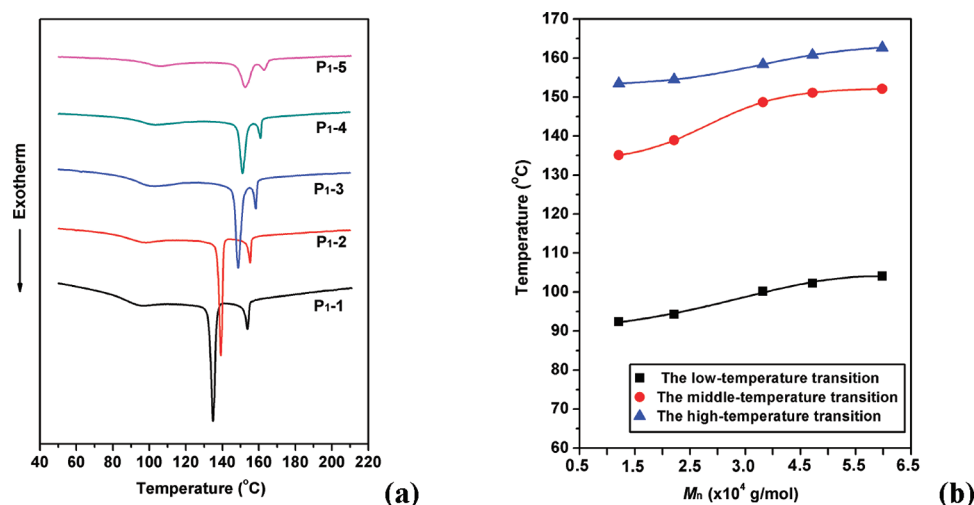 P1-5
P1-4
P1-3
P1-2
P1-1
Exotherm
40 60 80 100 120 140 160 180 200 220
Temperature (°C)
(a)
170
160
150
140
130
120
110
100
90
80
70
60
Temperature (°C)
The low-temperature transition
The middle-temperature transition
The high-temperature transition
0.5 1.5 2.5 3.5 4.5 5.5 6.5
Mn (x10⁴ g/mol)
(b)